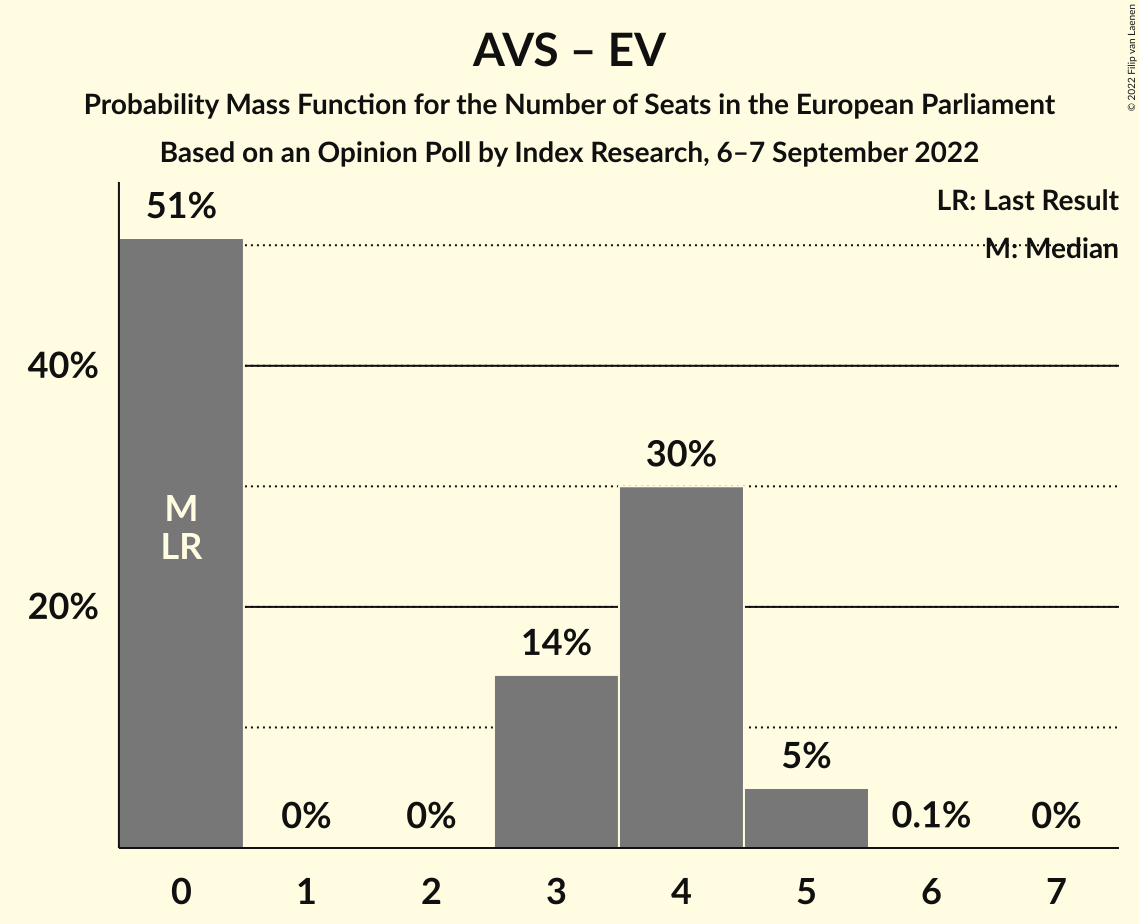 AVS – EV
Probability Mass Function for the Number of Seats in the European Parliament
Based on an Opinion Poll by Index Research, 6–7 September 2022
© 2022 Filip van Laenen
LR: Last Result
M: Median
51%
40%
30%
M
LR
20%
14%
5%
0%
0%
0.1%
0%
0
1
2
3
4
5
6
7